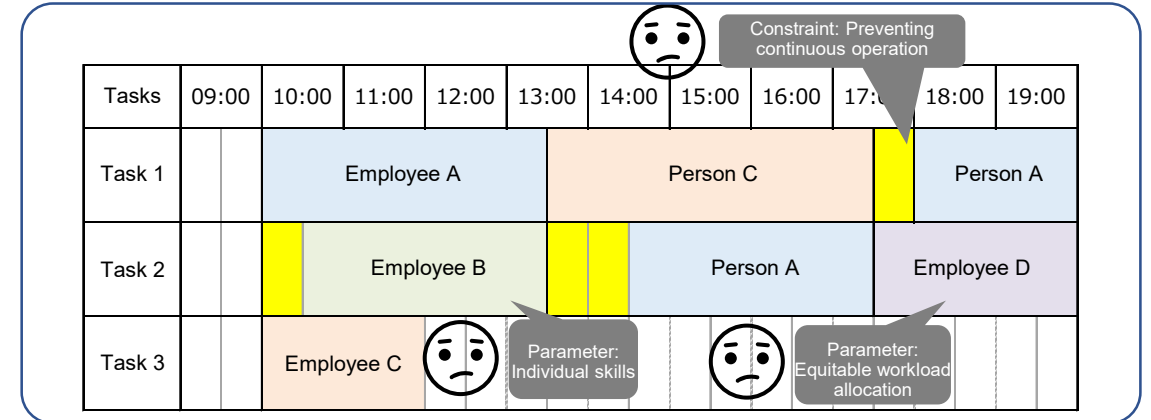 Constraint: Preventing
continuous operation
Tasks 09:00 10:00 11:00 12:00 13:00 14:00 15:00 16:00 17: 18:00 19:00
Task 1 Employee A Person C Person A
Task 2 Employee B Person A Employee D
Task 3 Employee C
Parameter:
Individual skills
Parameter:
Equitable workload
allocation